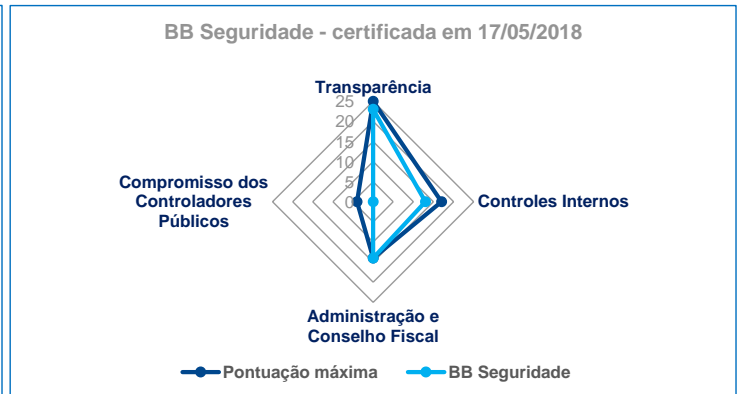 BB Seguridade - certificada em 17/05/2018
Transparência
25
20
15
10
5
0
Compromisso dos
Controladores
Públicos
Controles Internos
Administração e
Conselho Fiscal
Pontuação máxima
BB Seguridade